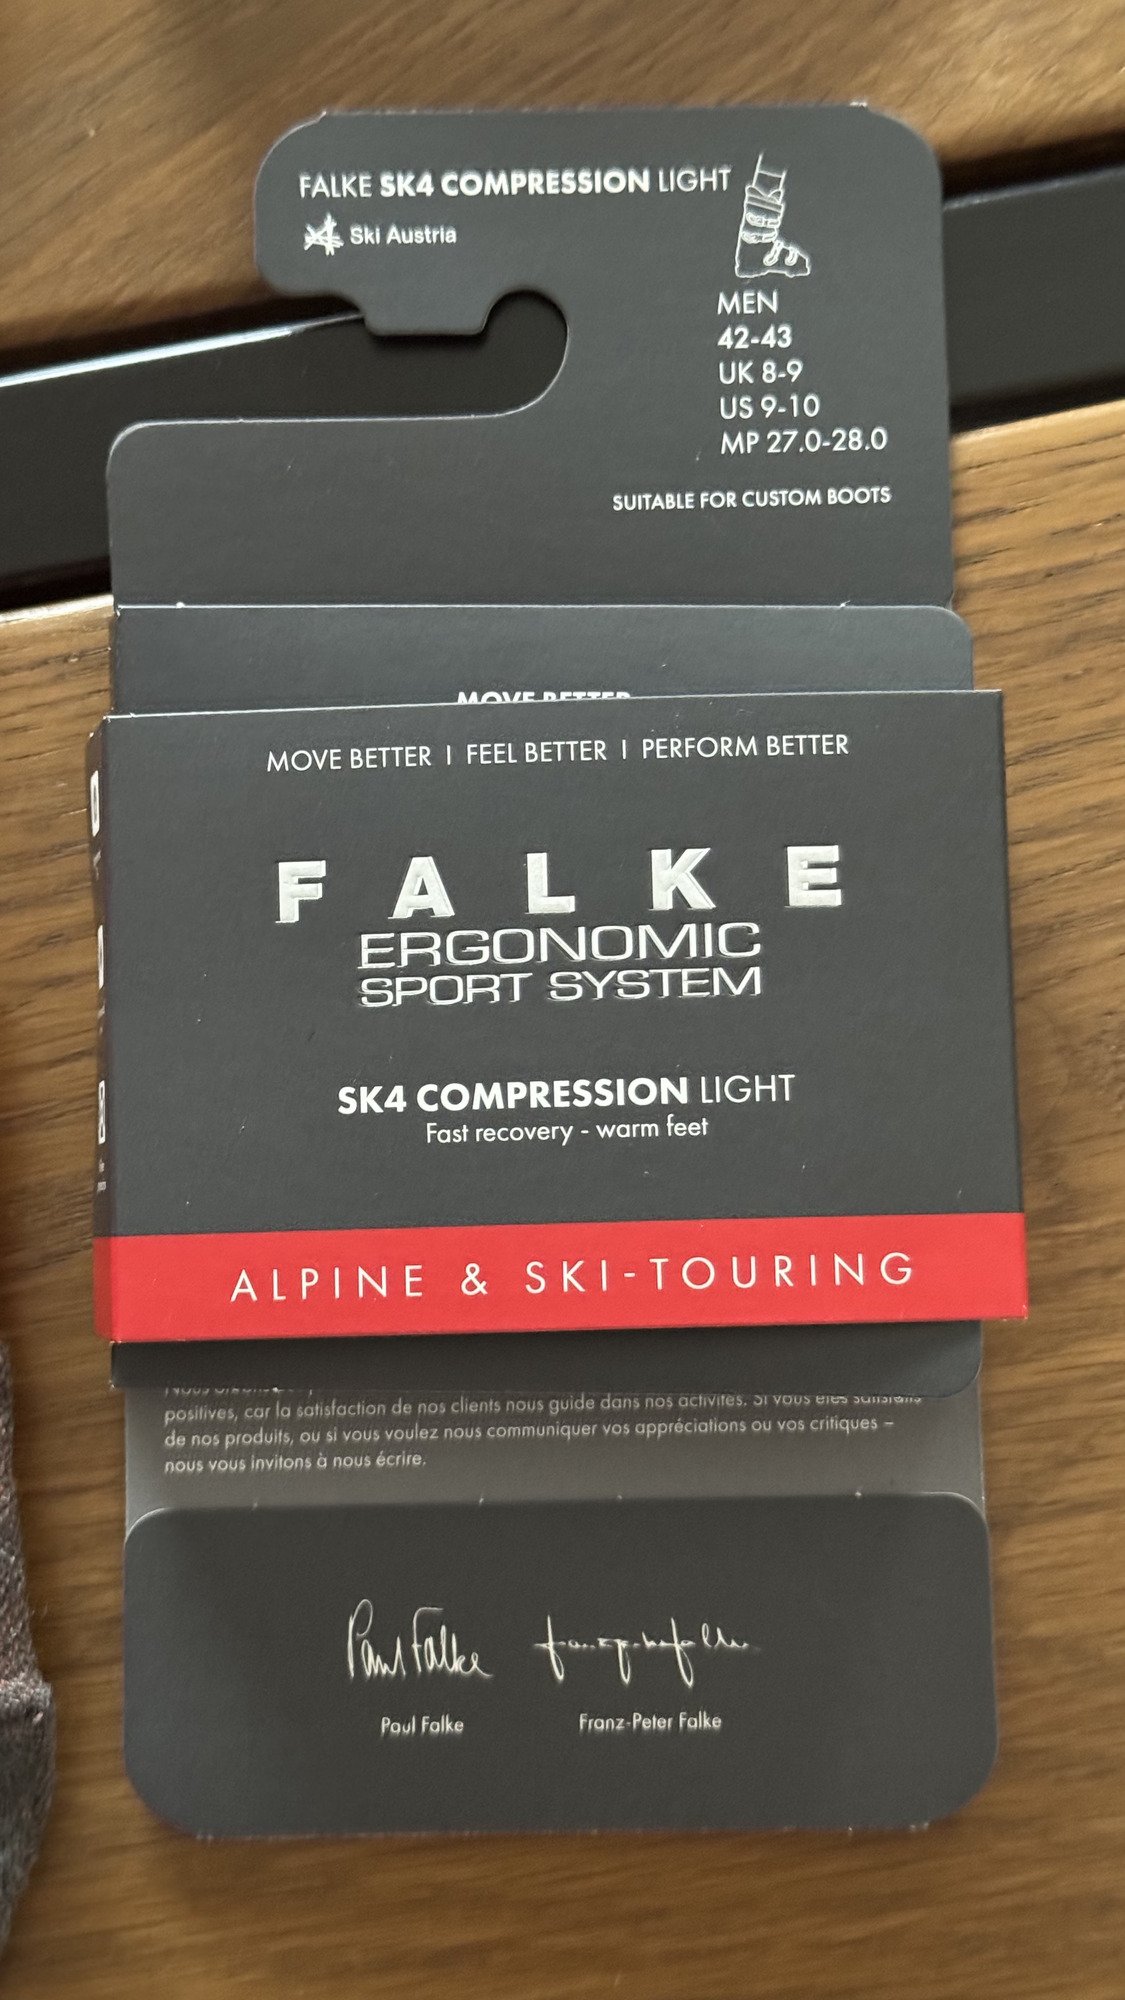 FALKE SK4 COMPRESSION LIGHT
Ski Austria
MEN
42-43
UK 8-9
US 9-10
MP 27.0-28.0
SUITABLE FOR CUSTOM BOOTS
MOVE BETTER
MOVE BETTER | FEEL BETTER | PERFORM BETTER
FALKE
ERGONOMIC
SPORT SYSTEM
SK4 COMPRESSION LIGHT
Fast recovery - warm feet
ALPINE & SKI-TOURING
positives, car la satisfaction de nos clients nous guide dans nos activités. Si vous êtes satisfaits
de nos produits, ou si vous voulez nous communiquer vos appréciations ou vos critiques –
nous vous invitons à nous écrire.
Paul Falke
Paul Falke
Franz-Peter Falke